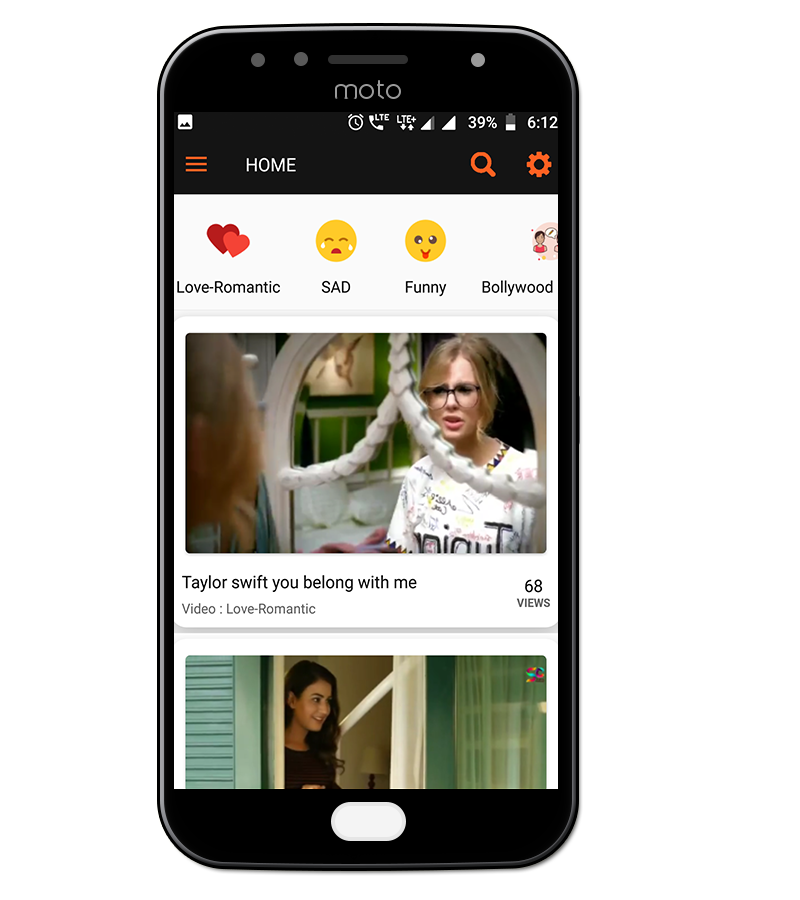 moto
LTE LTE+ 39% 6:12
HOME
Love-Romantic SAD Funny Bollywood
Taylor swift you belong with me
68
Video : Love-Romantic
VIEWS